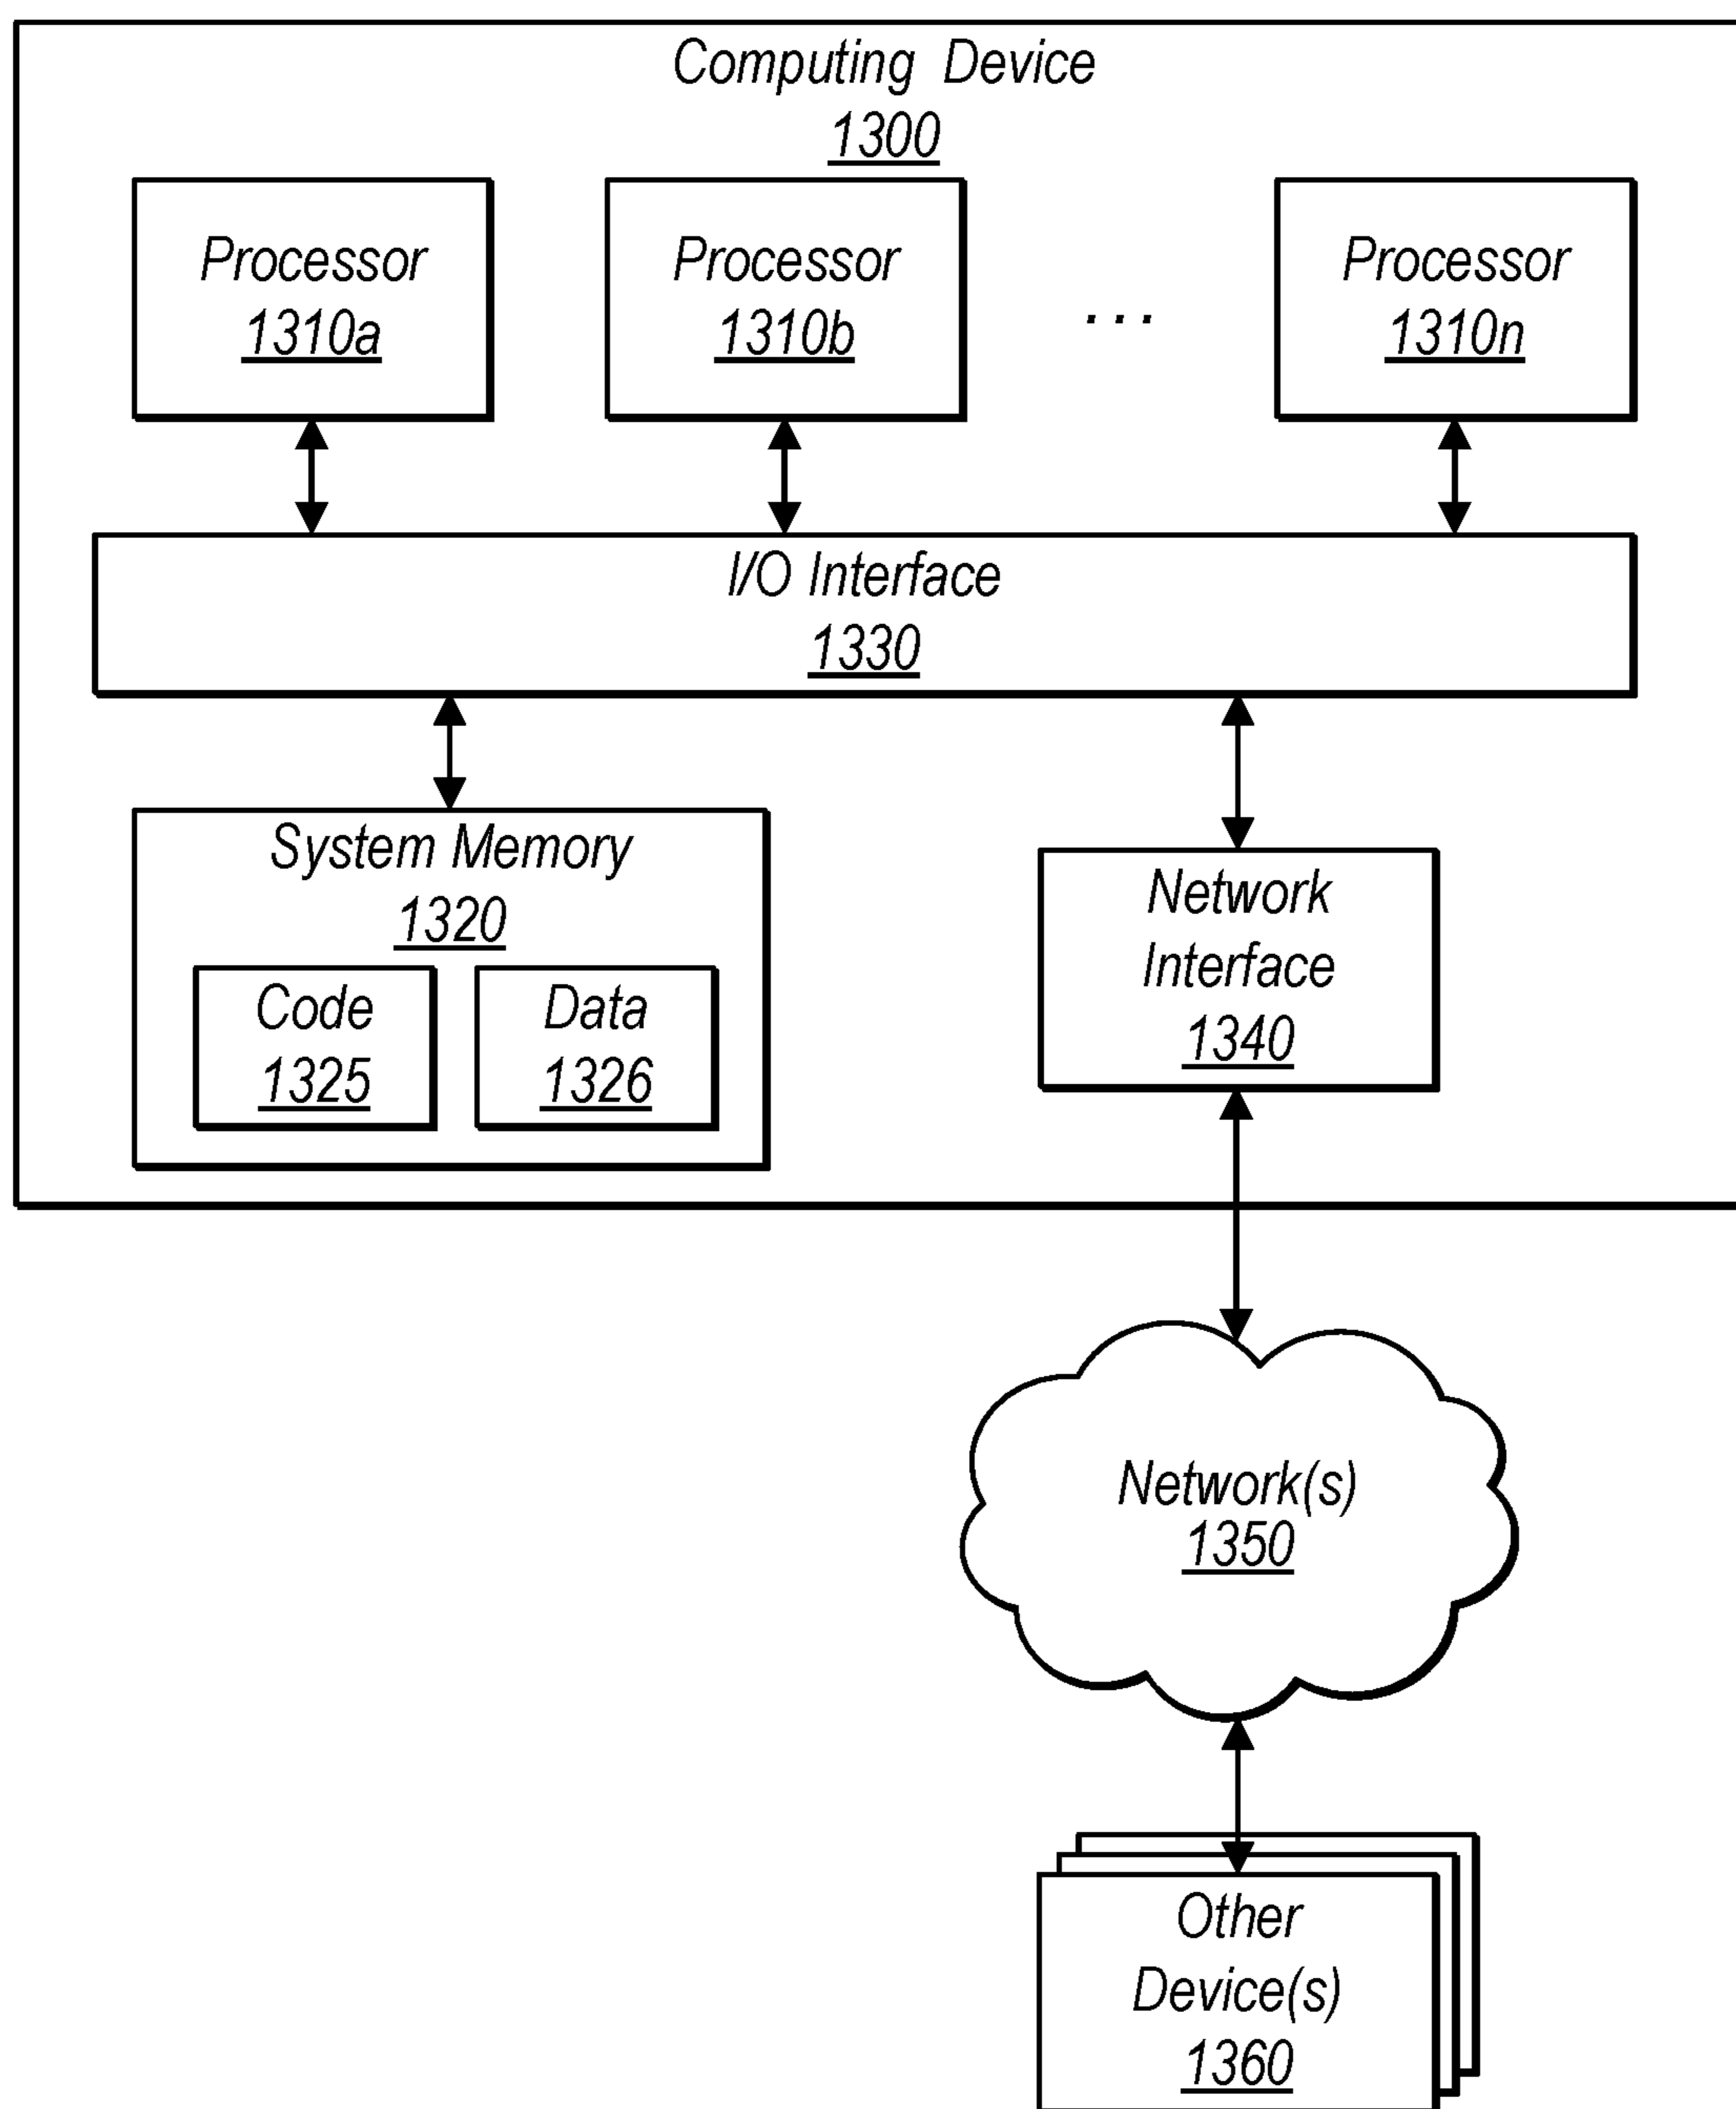 Computing Device
1300
Processor
1310a
Processor
1310b
...
Processor
1310n
I/O Interface
1330
System Memory
1320
Code
1325
Data
1326
Network
Interface
1340
Network(s)
1350
Other
Device(s)
1360